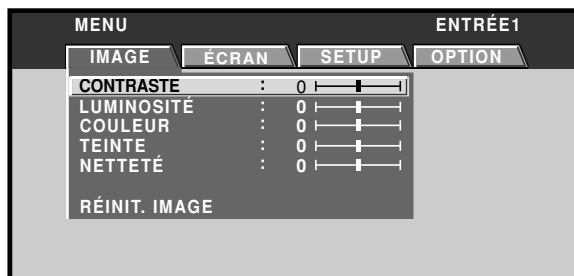 MENU ENTRÉE1
IMAGE ÉCRAN SETUP OPTION
CONTRASTE : 0
LUMINOSITÉ : 0
COULEUR : 0
TEINTE : 0
NETTETÉ : 0
RÉINIT. IMAGE